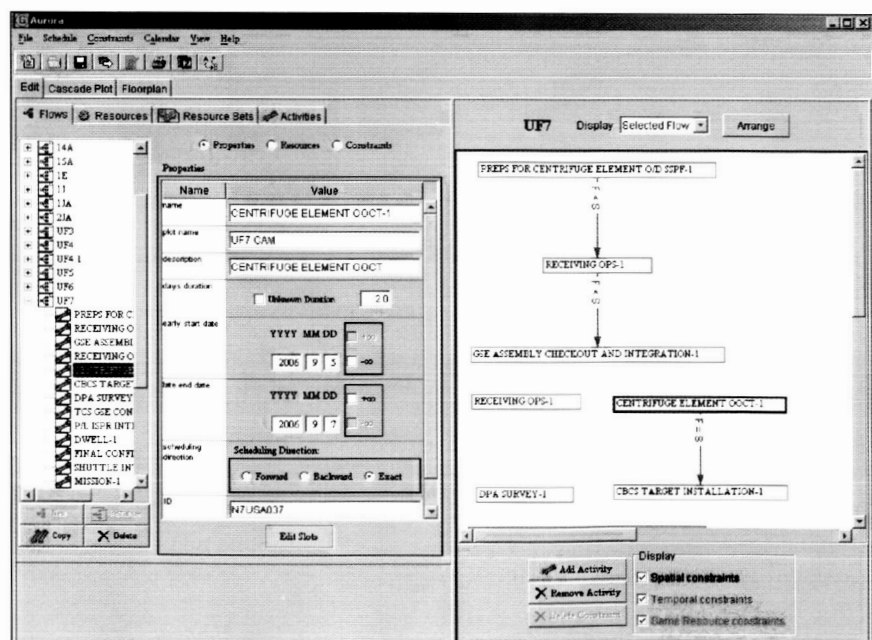 Aurora
File Schedule Constraints Calendar View Help
Edit Cascade Plot Floorplan
Flows Resources Resource Sets Activities
Properties Resources Constraints
14A
15A
1E
1J
1JA
2JA
UF3
UF4
UF4 1
UF5
UF6
UF7
PREPS FOR C
RECEIVING O
GSE ASSEMBI
RECEIVING O
CENTRIFUGE
CBCS TARGET
DPA SURVEY
TCS GSE CON
P/L ISPR INTI
DWELL-1
FINAL CONFI
SHUTTLE IN
MISSION-1
Copy Delete
Properties
Name Value
name CENTRIFUGE ELEMENT OOCT-1
plot name UF7 CAM
description CENTRIFUGE ELEMENT OOCT
days duration Unknown Duration 2.0
early start date YYYY MM DD +∞
2006 9 5 -∞
late end date YYYY MM DD +∞
2006 9 7 -∞
scheduling direction Scheduling Direction:
Forward Backward Exact
ID N7USA037
Edit Slots
UF7 Display Selected Flow Arrange
PREPS FOR CENTRIFUGE ELEMENT O/D SSPF-1
RECEIVING OPS-1
GSE ASSEMBLY CHECKOUT AND INTEGRATION-1
RECEIVING OPS-1 CENTRIFUGE ELEMENT OOCT-1
DPA SURVEY-1 CBCS TARGET INSTALLATION-1
Add Activity
Remove Activity
Delete Constraint
Display
Spatial constraints
Temporal constraints
Same Resource constraints